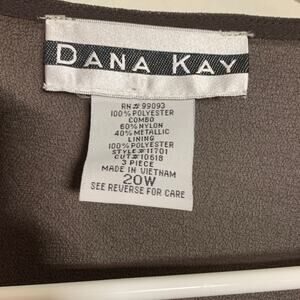 DANA KAY
RN# 99093
100% POLYESTER
COMBO
60% NYLON
40% METALLIC
LINING
100% POLYESTER
STYLE# 11701
CUT# 10618
3 PIECE
MADE IN VIETNAM
20W
SEE REVERSE FOR CARE